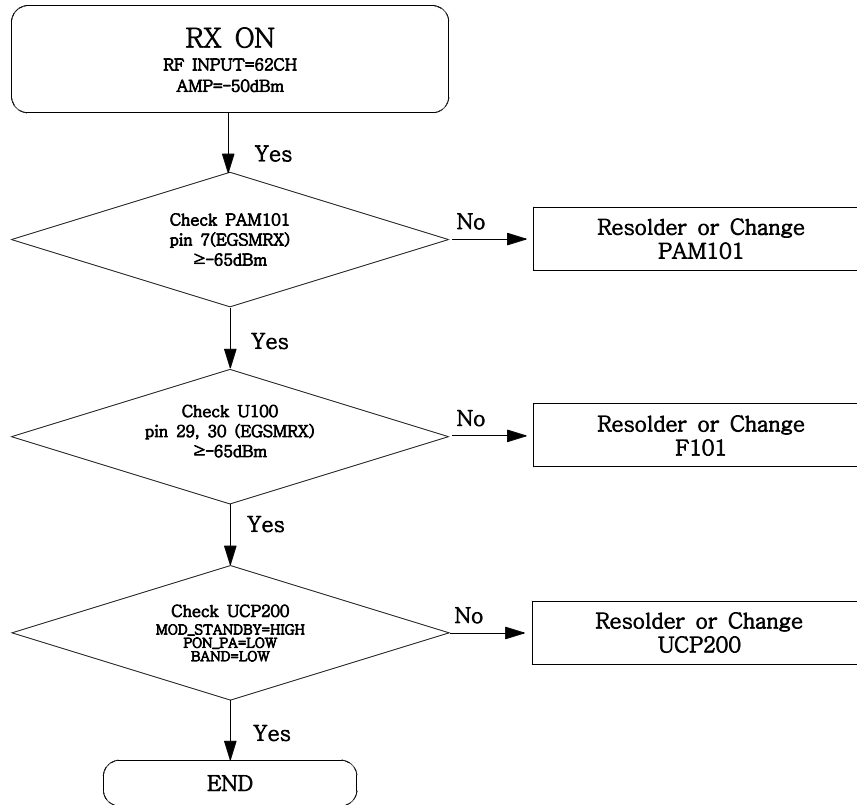 RX ON
RF INPUT=62CH
AMP=-50dBm
Yes
Check PAM101
pin 7(EGSMRX)
≥-65dBm
No
Resolder or Change
PAM101
Yes
Check U100
pin 29, 30 (EGSMRX)
≥-65dBm
No
Resolder or Change
F101
Yes
Check UCP200
MOD_STANDBY=HIGH
PON_PA=LOW
BAND=LOW
No
Resolder or Change
UCP200
Yes
END